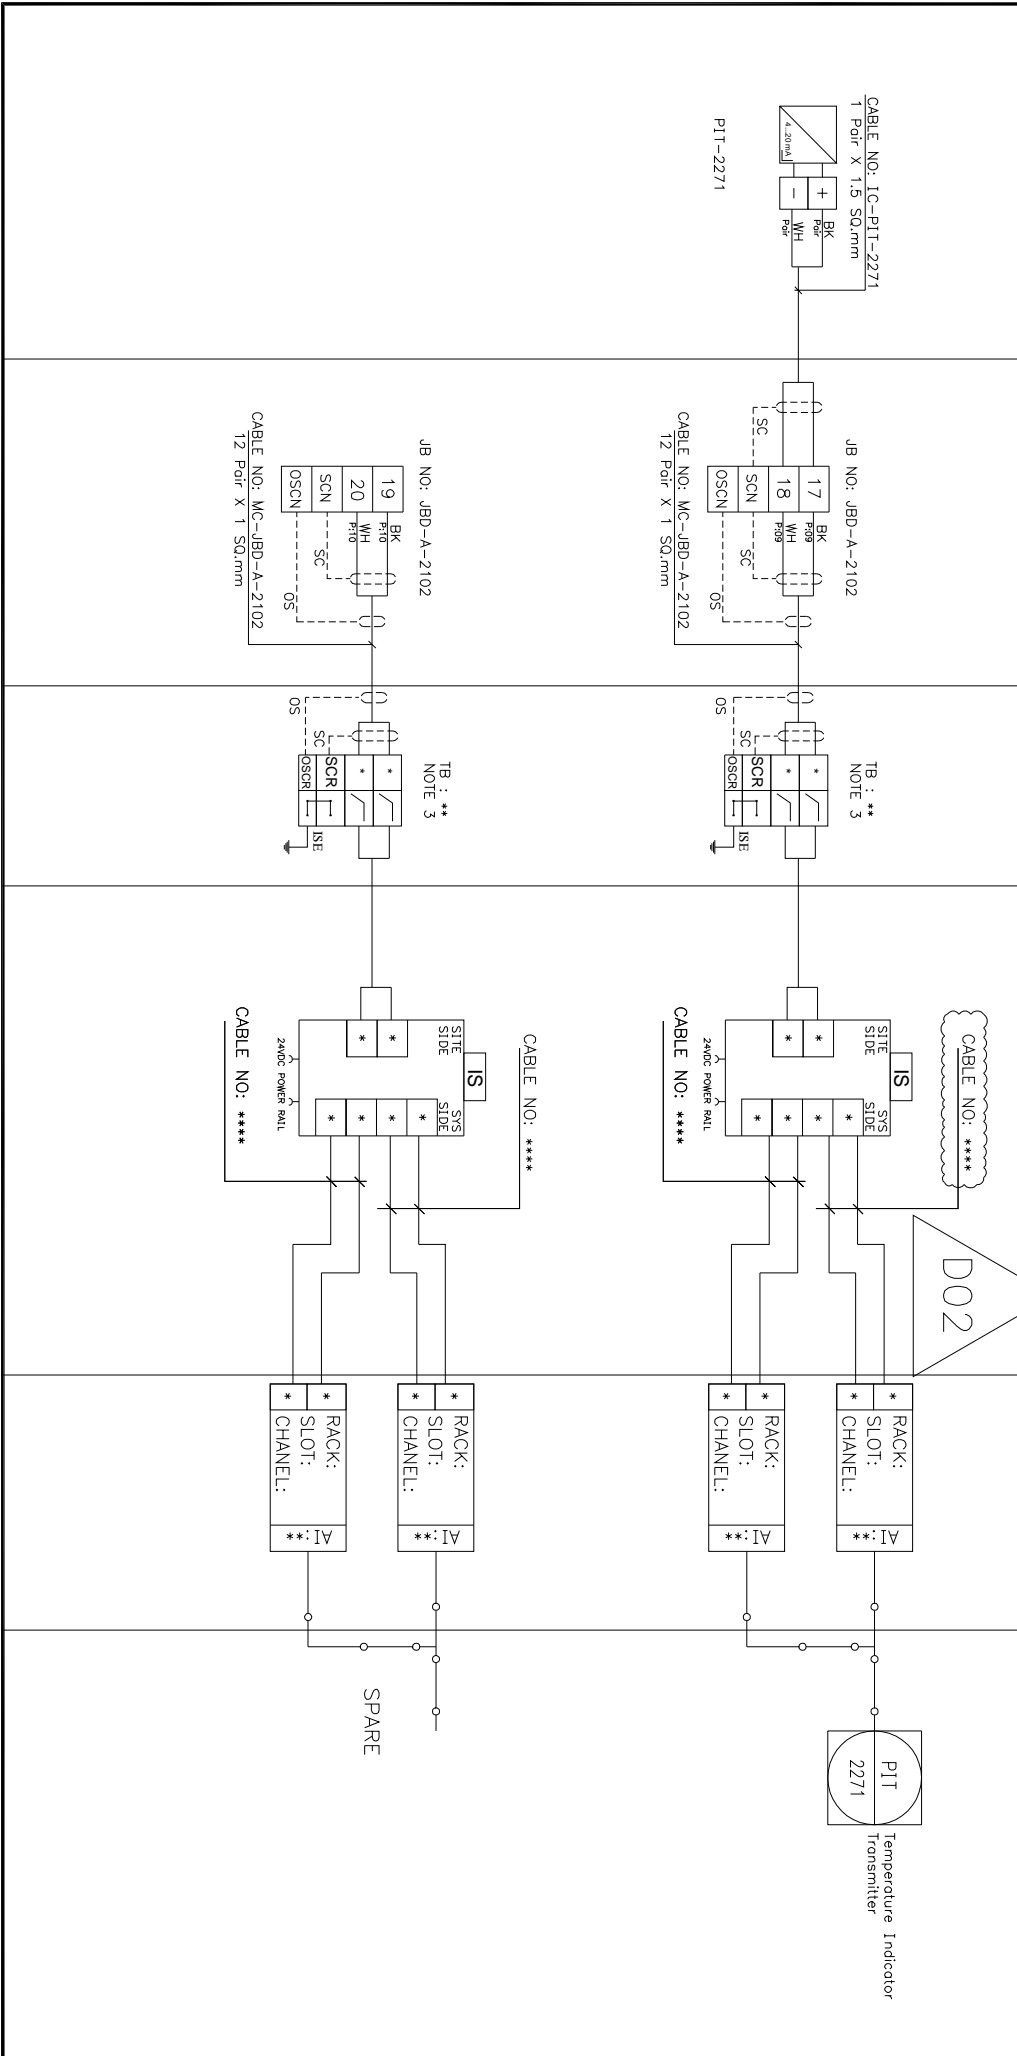 CABLE NO: IC-PIT-2271
1 Pair X 1.5 SQ.mm
4..20mA
+
-
BK
Pair
WH
Pair
PIT-2271
JB NO: JBD-A-2102
SC
17
18
SCN
OSCN
BK
P:09
WH
P:09
SC
OS
CABLE NO: MC-JBD-A-2102
12 Pair X 1 SQ.mm
TB : **
NOTE 3
OS
SC
*
*
SCR
OSCR
ISE
CABLE NO: ****
IS
SITE
SIDE
SYS
SIDE
*
*
*
*
*
*
24VDC POWER RAIL
CABLE NO: ****
D02
*
*
RACK:
SLOT:
CHANEL:
AI:
**
*
*
RACK:
SLOT:
CHANEL:
AI:
**
PIT
2271
Temperature Indicator
Transmitter
JB NO: JBD-A-2102
19
20
SCN
OSCN
BK
P:10
WH
P:10
SC
OS
CABLE NO: MC-JBD-A-2102
12 Pair X 1 SQ.mm
TB : **
NOTE 3
OS
SC
*
*
SCR
OSCR
ISE
CABLE NO: ****
IS
SITE
SIDE
SYS
SIDE
*
*
*
*
*
*
24VDC POWER RAIL
CABLE NO: ****
*
*
RACK:
SLOT:
CHANEL:
AI:
**
*
*
RACK:
SLOT:
CHANEL:
AI:
**
SPARE